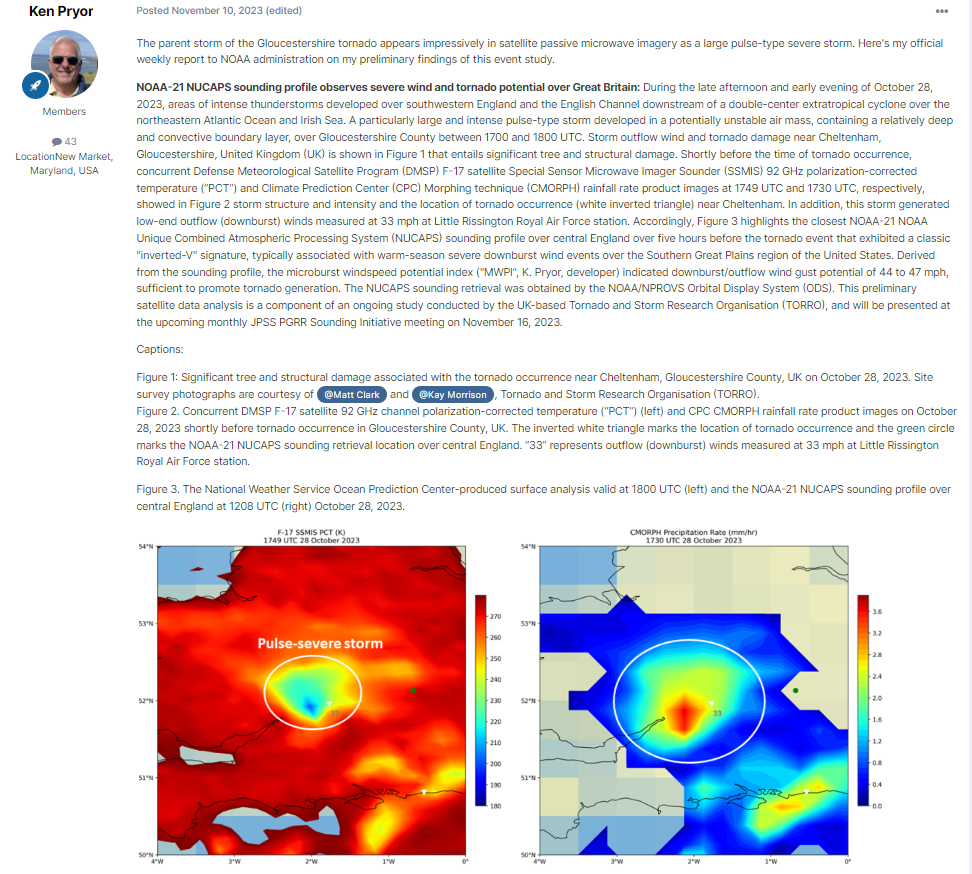 Ken Pryor
Members
43
LocationNew Market,
Maryland, USA
Posted November 10, 2023 (edited)
The parent storm of the Gloucestershire tornado appears impressively in satellite passive microwave imagery as a large pulse-type severe storm. Here's my official
weekly report to NOAA administration on my preliminary findings of this event study.
NOAA-21 NUCAPS sounding profile observes severe wind and tornado potential over Great Britain: During the late afternoon and early evening of October 28,
2023, areas of intense thunderstorms developed over southwestern England and the English Channel downstream of a double-center extratropical cyclone over the
northeastern Atlantic Ocean and Irish Sea. A particularly large and intense pulse-type storm developed in a potentially unstable air mass, containing a relatively deep
and convective boundary layer, over Gloucestershire County between 1700 and 1800 UTC. Storm outflow wind and tornado damage near Cheltenham,
Gloucestershire, United Kingdom (UK) is shown in Figure 1 that entails significant tree and structural damage. Shortly before the time of tornado occurrence,
concurrent Defense Meteorological Satellite Program (DMSP) F-17 satellite Special Sensor Microwave Imager Sounder (SSMIS) 92 GHz polarization-corrected
temperature ("PCT") and Climate Prediction Center (CPC) Morphing technique (CMORPH) rainfall rate product images at 1749 UTC and 1730 UTC, respectively,
showed in Figure 2 storm structure and intensity and the location of tornado occurrence (white inverted triangle) near Cheltenham. In addition, this storm generated
low-end outflow (downburst) winds measured at 33 mph at Little Rissington Royal Air Force station. Accordingly, Figure 3 highlights the closest NOAA-21 NOAA
Unique Combined Atmospheric Processing System (NUCAPS) sounding profile over central England over five hours before the tornado event that exhibited a classic
"inverted-V" signature, typically associated with warm-season severe downburst wind events over the Southern Great Plains region of the United States. Derived
from the sounding profile, the microburst windspeed potential index ("MWPI", K. Pryor, developer) indicated downburst/outflow wind gust potential of 44 to 47 mph,
sufficient to promote tornado generation. The NUCAPS sounding retrieval was obtained by the NOAA/NPROVS Orbital Display System (ODS). This preliminary
satellite data analysis is a component of an ongoing study conducted by the UK-based Tornado and Storm Research Organisation (TORRO), and will be presented at
the upcoming monthly JPSS PGRR Sounding Initiative meeting on November 16, 2023.
Captions:
Figure 1: Significant tree and structural damage associated with the tornado occurrence near Cheltenham, Gloucestershire County, UK on October 28, 2023. Site
survey photographs are courtesy of @Matt Clark and @Kay Morrison , Tornado and Storm Research Organisation (TORRO).
Figure 2. Concurrent DMSP F-17 satellite 92 GHz channel polarization-corrected temperature ("PCT") (left) and CPC CMORPH rainfall rate product images on October
28, 2023 shortly before tornado occurrence in Gloucestershire County, UK. The inverted white triangle marks the location of tornado occurrence and the green circle
marks the NOAA-21 NUCAPS sounding retrieval location over central England. "33" represents outflow (downburst) winds measured at 33 mph at Little Rissington
Royal Air Force station.
Figure 3. The National Weather Service Ocean Prediction Center-produced surface analysis valid at 1800 UTC (left) and the NOAA-21 NUCAPS sounding profile over
central England at 1208 UTC (right) October 28, 2023.
F-17 SSMIS PCT (K)
1749 UTC 28 October 2023
54°N
53°N
52°N
51°N
50°N
4°W 3°W 2°W 1°W 0°
Pulse-severe storm
33
270
260
250
240
230
220
210
200
190
180
CMORPH Precipitation Rate (mm/hr)
1730 UTC 28 October 2023
54°N
53°N
52°N
51°N
50°N
4°W 3°W 2°W 1°W 0°
33
3.6
3.2
2.8
2.4
2.0
1.6
1.2
0.8
0.4
0.0